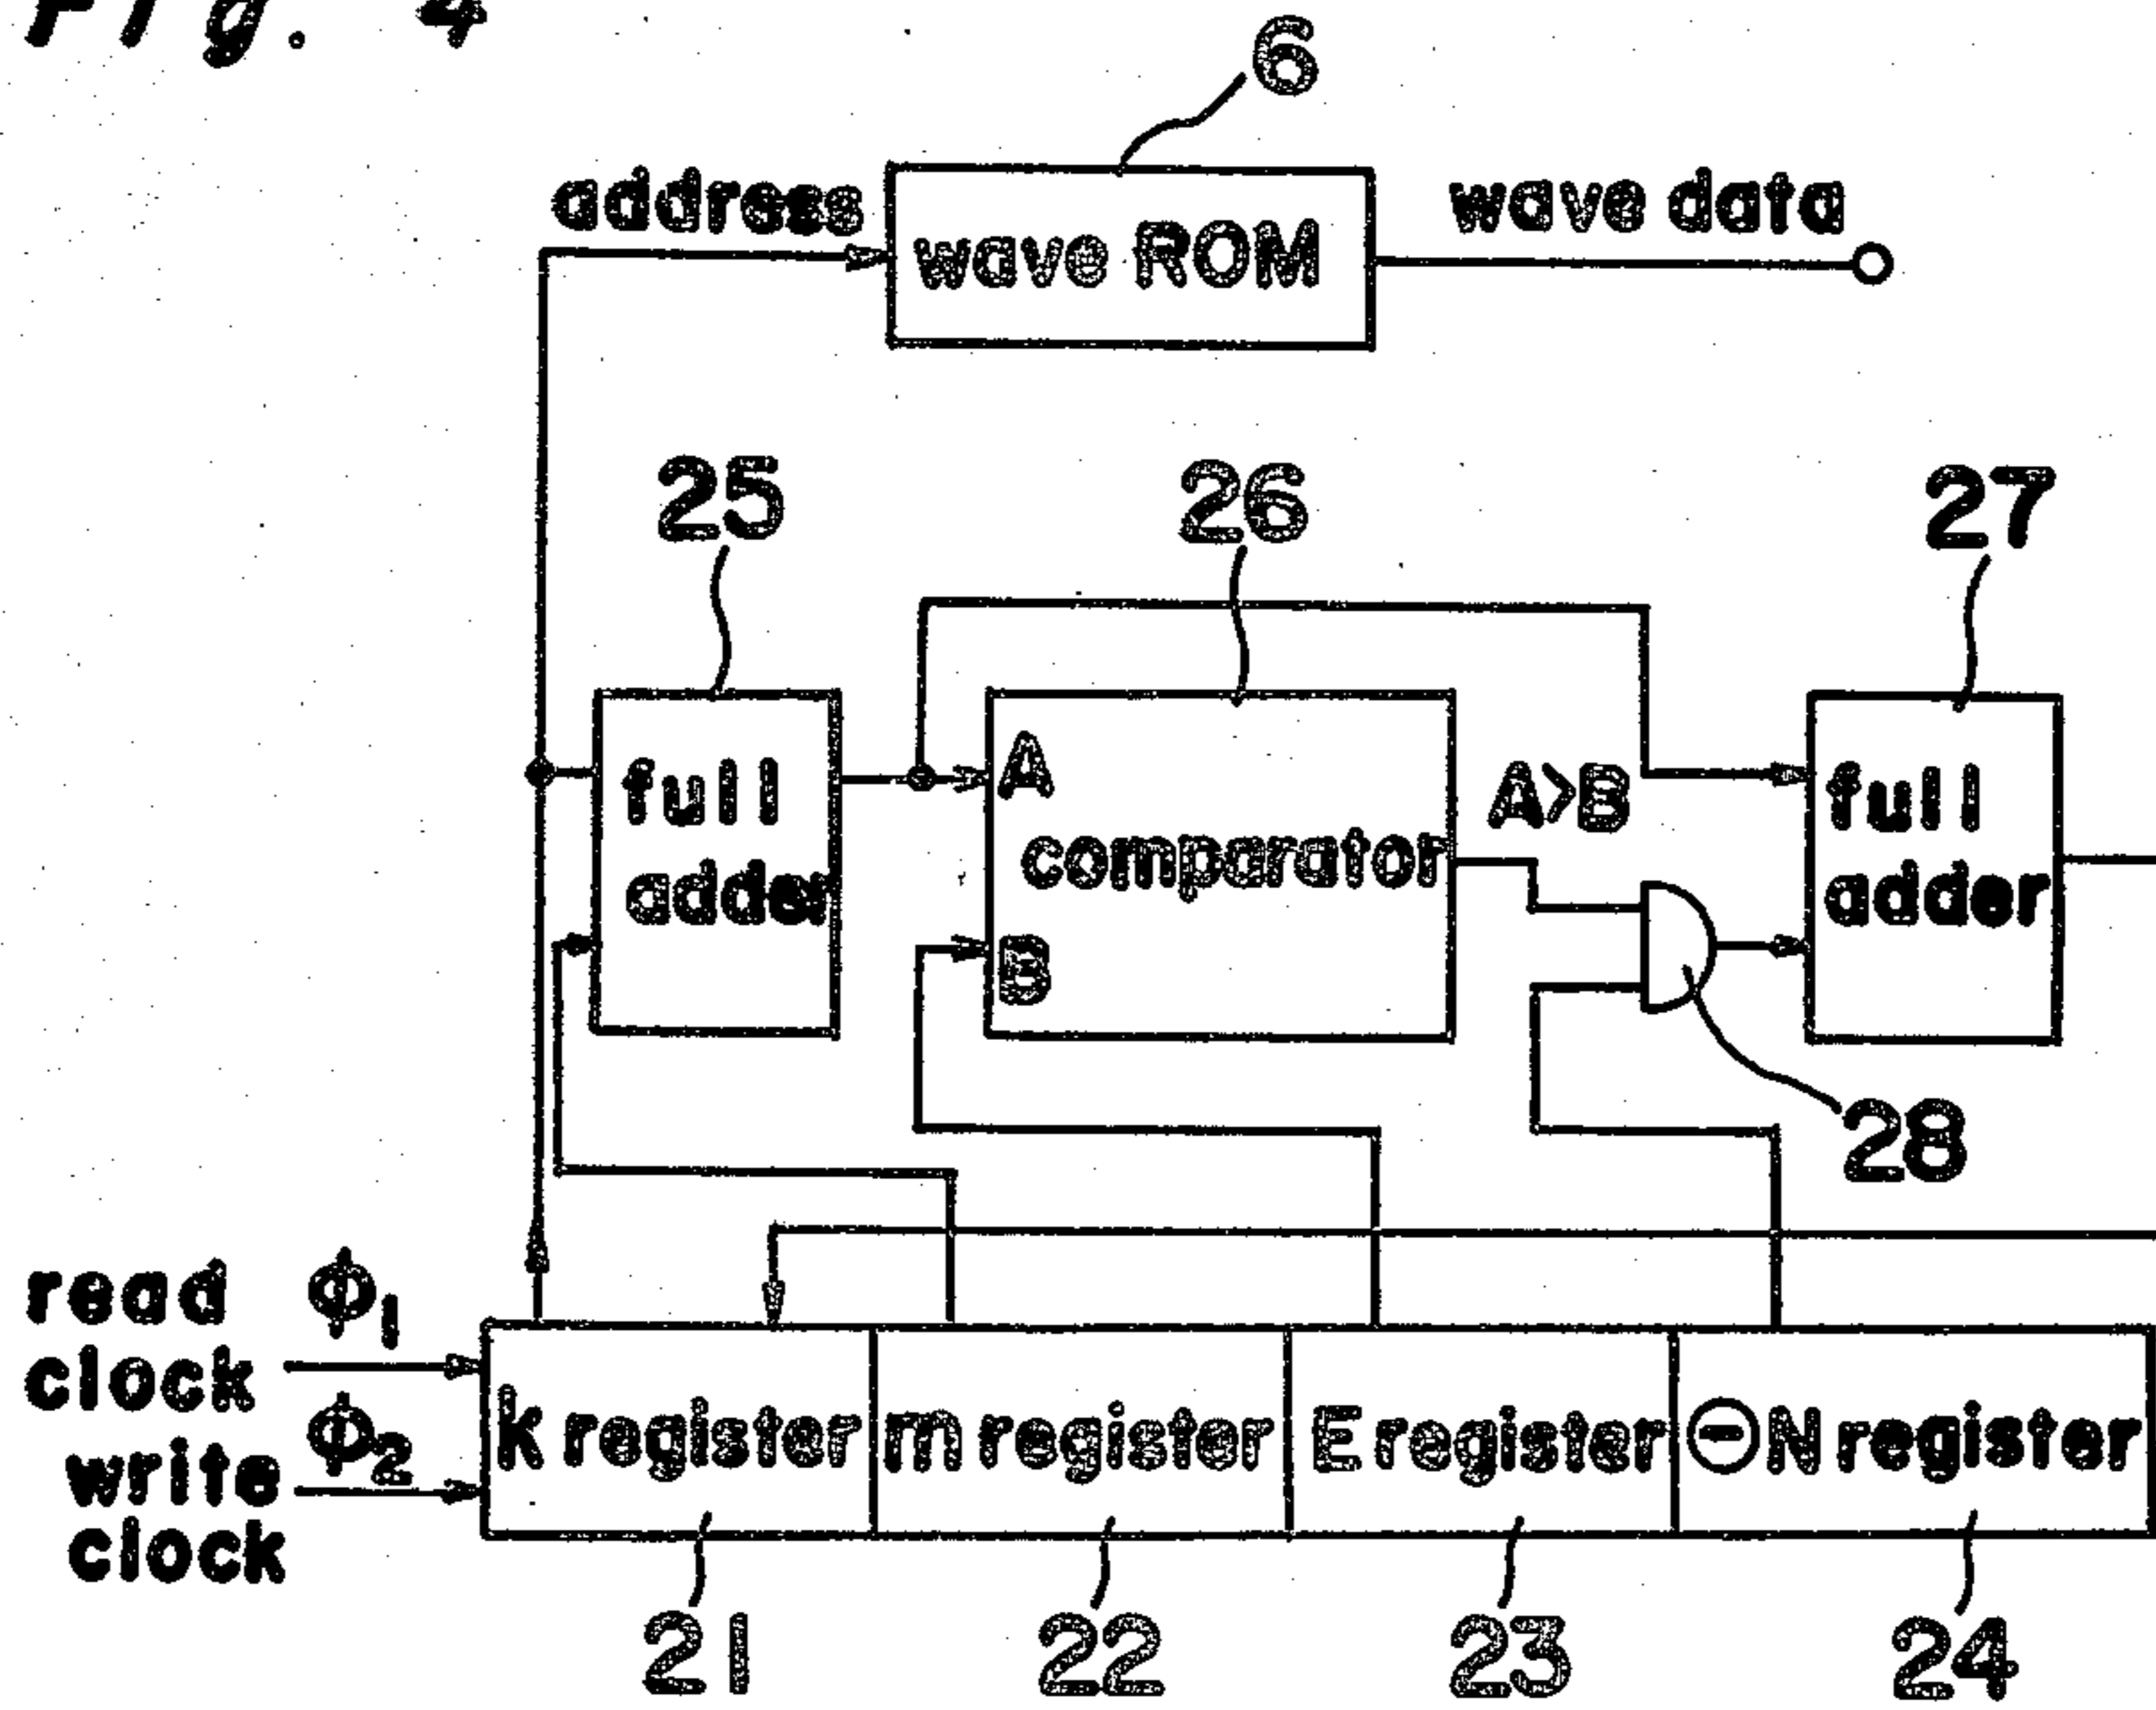 Fig. 4
6
address
wave ROM
wave data
25
26
27
full
adder
A
comparator
B
A>B
full
adder
28
read
clock
ϕ1
write
clock
ϕ2
k register
m register
E register
⊖N register
21
22
23
24